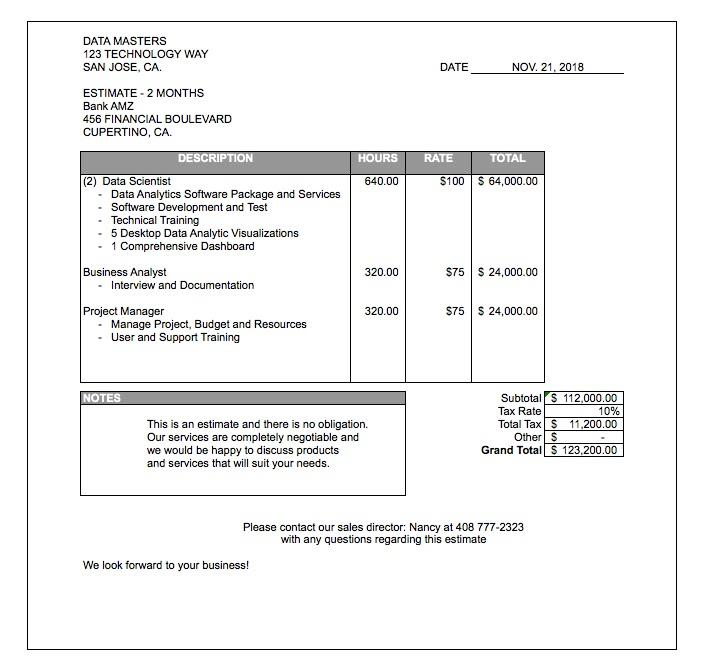 DATA MASTERS
123 TECHNOLOGY WAY
SAN JOSE, CA.
DATE NOV. 21, 2018
ESTIMATE - 2 MONTHS
Bank AMZ
456 FINANCIAL BOULEVARD
CUPERTINO, CA.
DESCRIPTION HOURS RATE TOTAL
(2) Data Scientist 640.00 $100 $ 64,000.00
- Data Analytics Software Package and Services
- Software Development and Test
- Technical Training
- 5 Desktop Data Analytic Visualizations
- 1 Comprehensive Dashboard
Business Analyst 320.00 $75 $ 24,000.00
- Interview and Documentation
Project Manager 320.00 $75 $ 24,000.00
- Manage Project, Budget and Resources
- User and Support Training
NOTES
This is an estimate and there is no obligation.
Our services are completely negotiable and
we would be happy to discuss products
and services that will suit your needs.
Subtotal $ 112,000.00
Tax Rate 10%
Total Tax $ 11,200.00
Other $ -
Grand Total $ 123,200.00
Please contact our sales director: Nancy at 408 777-2323
with any questions regarding this estimate
We look forward to your business!